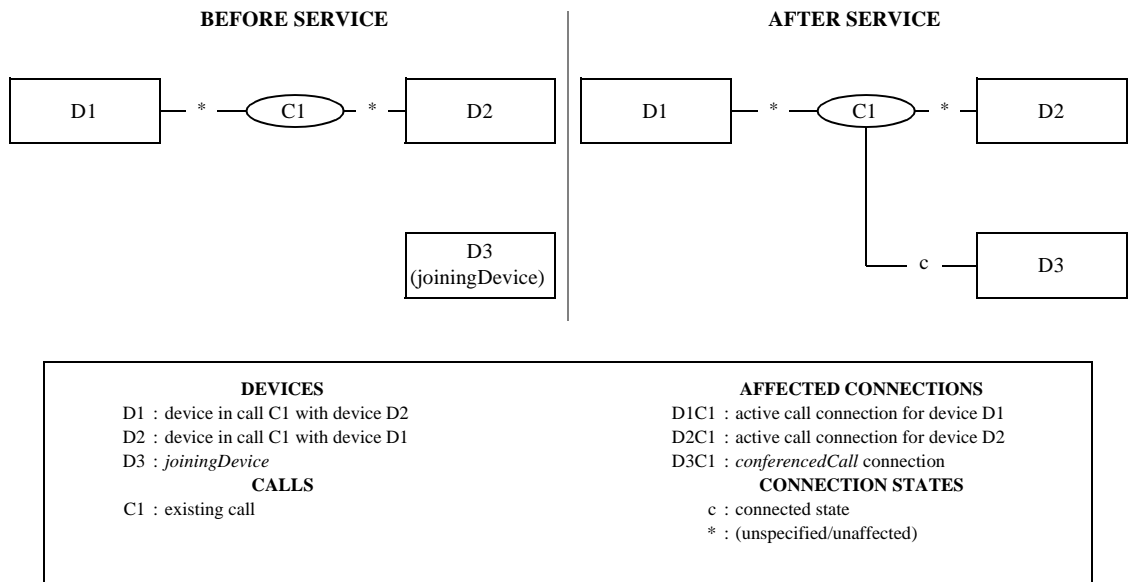 BEFORE SERVICE
AFTER SERVICE
D1 * C1 * D2
D1 * C1 * D2
D3
(joiningDevice)
c D3
DEVICES
D1 : device in call C1 with device D2
D2 : device in call C1 with device D1
D3 : joiningDevice
CALLS
C1 : existing call
AFFECTED CONNECTIONS
D1C1 : active call connection for device D1
D2C1 : active call connection for device D2
D3C1 : conferencedCall connection
CONNECTION STATES
c : connected state
* : (unspecified/unaffected)